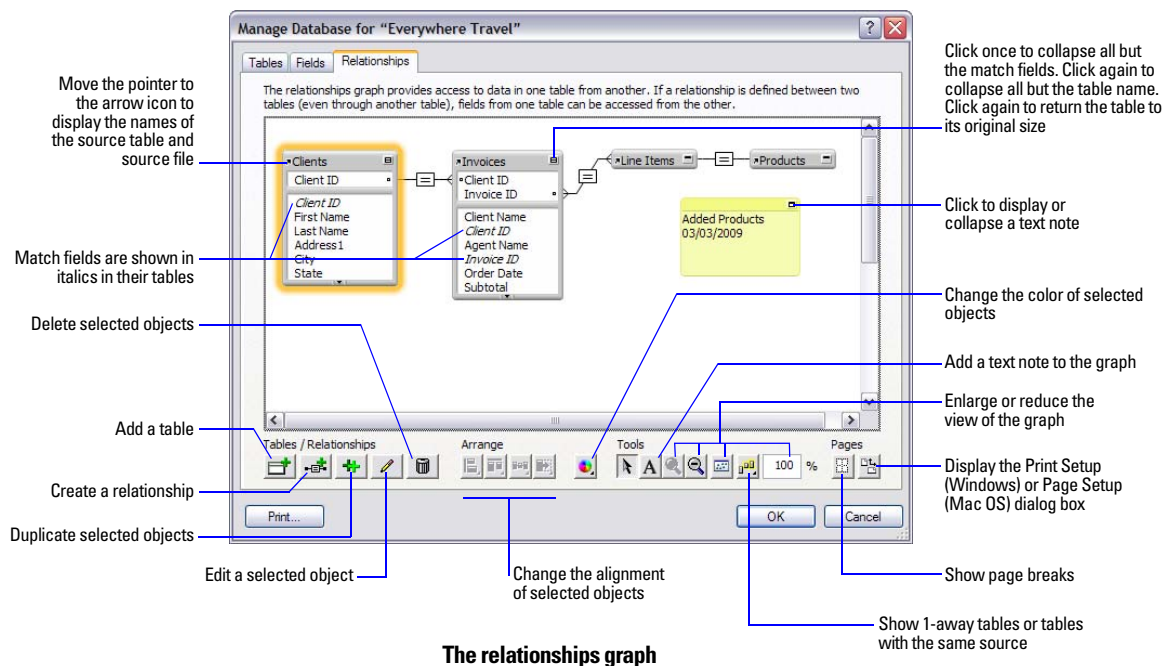 Manage Database for “Everywhere Travel”
Tables
Fields
Relationships
The relationships graph provides access to data in one table from another. If a relationship is defined between two
tables (even through another table), fields from one table can be accessed from the other.
Move the pointer to
the arrow icon to
display the names of
the source table and
source file
Click once to collapse all but
the match fields. Click again to
collapse all but the table name.
Click again to return the table to
its original size
Clients
Client ID
Client ID
First Name
Last Name
Address1
City
State
Invoices
Client ID
Invoice ID
Client Name
Client ID
Agent Name
Invoice ID
Order Date
Subtotal
Line Items
Products
Added Products
03/03/2009
Click to display or
collapse a text note
Match fields are shown in
italics in their tables
Change the color of selected
objects
Delete selected objects
Add a text note to the graph
Enlarge or reduce the
view of the graph
Add a table
Tables / Relationships
Arrange
Tools
Pages
A
100
%
Display the Print Setup
(Windows) or Page Setup
(Mac OS) dialog box
Create a relationship
Print...
OK
Cancel
Duplicate selected objects
Edit a selected object
Change the alignment
of selected objects
Show page breaks
Show 1-away tables or tables
with the same source
The relationships graph